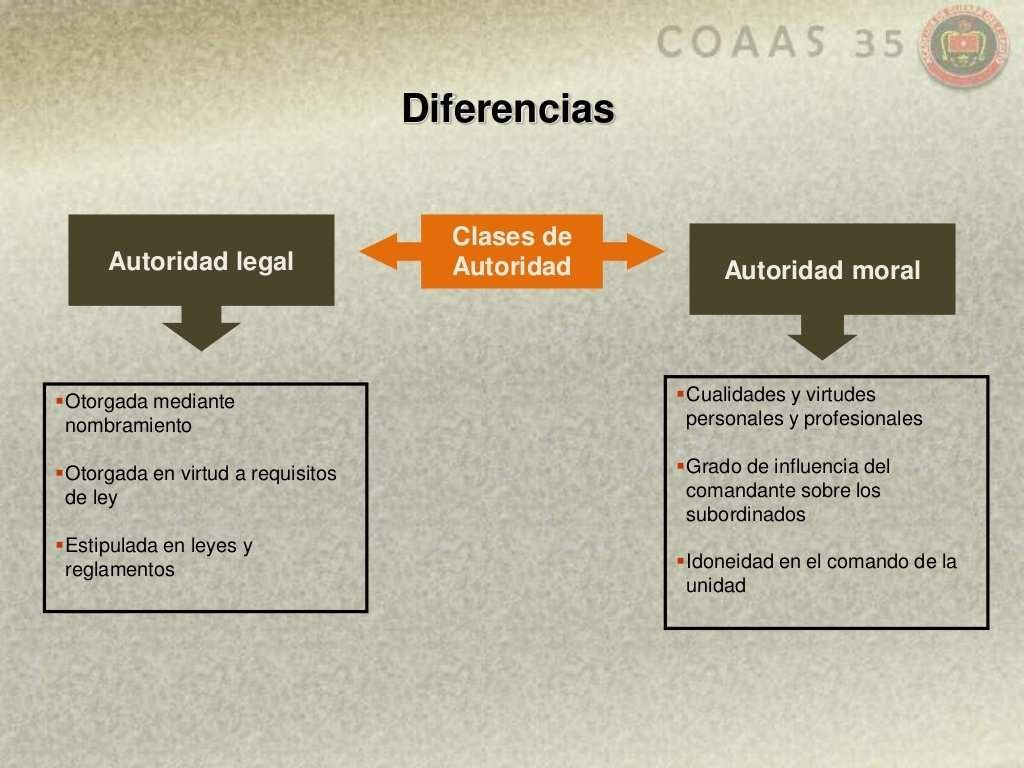 COAAS 35
Diferencias
Autoridad legal
Clases de
Autoridad
Autoridad moral
▪Otorgada mediante
nombramiento
▪Otorgada en virtud a requisitos
de ley
▪Estipulada en leyes y
reglamentos
▪Cualidades y virtudes
personales y profesionales
▪Grado de influencia del
comandante sobre los
subordinados
▪Idoneidad en el comando de la
unidad